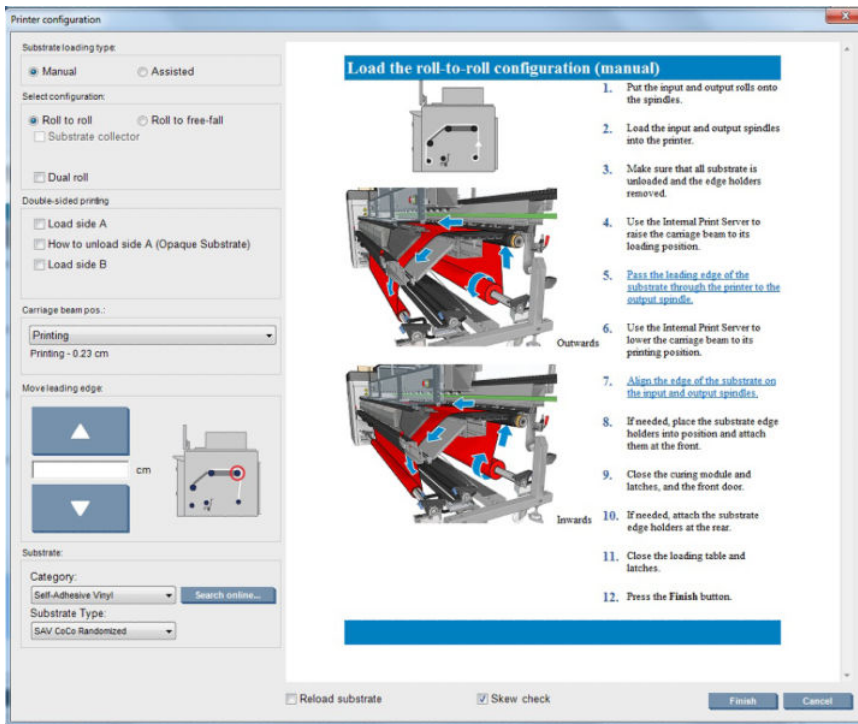 Printer configuration
Substrate loading type:
Manual
Assisted
Select configuration:
Roll to roll
Roll to free-fall
Substrate collector
Dual roll
Double-sided printing
Load side A
How to unload side A (Opaque Substrate)
Load side B
Carriage beam pos.:
Printing
Printing - 0.23 cm
Move leading edge:
cm
Substrate:
Category:
Self-Adhesive Vinyl
Search online...
Substrate Type:
SAV CoCo Randomized
Load the roll-to-roll configuration (manual)
1. Put the input and output rolls onto
the spindles.
2. Load the input and output spindles
into the printer.
3. Make sure that all substrate is
unloaded and the edge holders
removed.
4. Use the Internal Print Server to
raise the carriage beam to its
loading position.
5. Pass the leading edge of the
substrate through the printer to the
output spindle.
Outwards
6. Use the Internal Print Server to
lower the carriage beam to its
printing position.
7. Align the edge of the substrate on
the input and output spindles.
8. If needed, place the substrate edge
holders into position and attach
them at the front.
9. Close the curing module and
latches, and the front door.
Inwards
10. If needed, attach the substrate
edge holders at the rear.
11. Close the loading table and
latches.
12. Press the Finish button.
Reload substrate
Skew check
Finish
Cancel